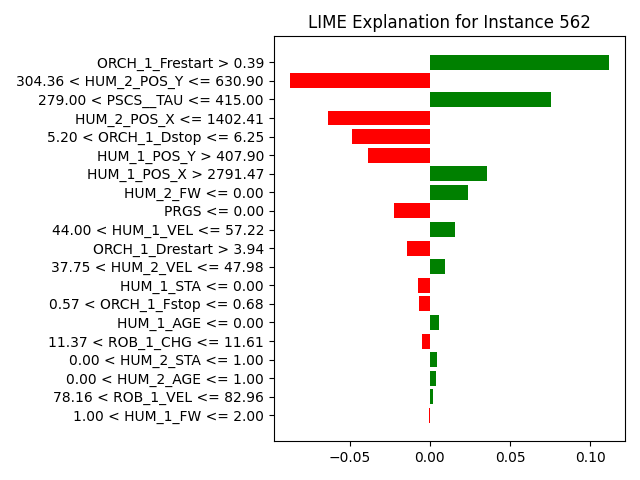 LIME Explanation for Instance 562
ORCH_1_Frestart > 0.39
304.36 < HUM_2_POS_Y <= 630.90
279.00 < PSCS__TAU <= 415.00
HUM_2_POS_X <= 1402.41
5.20 < ORCH_1_Dstop <= 6.25
HUM_1_POS_Y > 407.90
HUM_1_POS_X > 2791.47
HUM_2_FW <= 0.00
PRGS <= 0.00
44.00 < HUM_1_VEL <= 57.22
ORCH_1_Drestart > 3.94
37.75 < HUM_2_VEL <= 47.98
HUM_1_STA <= 0.00
0.57 < ORCH_1_Fstop <= 0.68
HUM_1_AGE <= 0.00
11.37 < ROB_1_CHG <= 11.61
0.00 < HUM_2_STA <= 1.00
0.00 < HUM_2_AGE <= 1.00
78.16 < ROB_1_VEL <= 82.96
1.00 < HUM_1_FW <= 2.00
−0.05 0.00 0.05 0.10